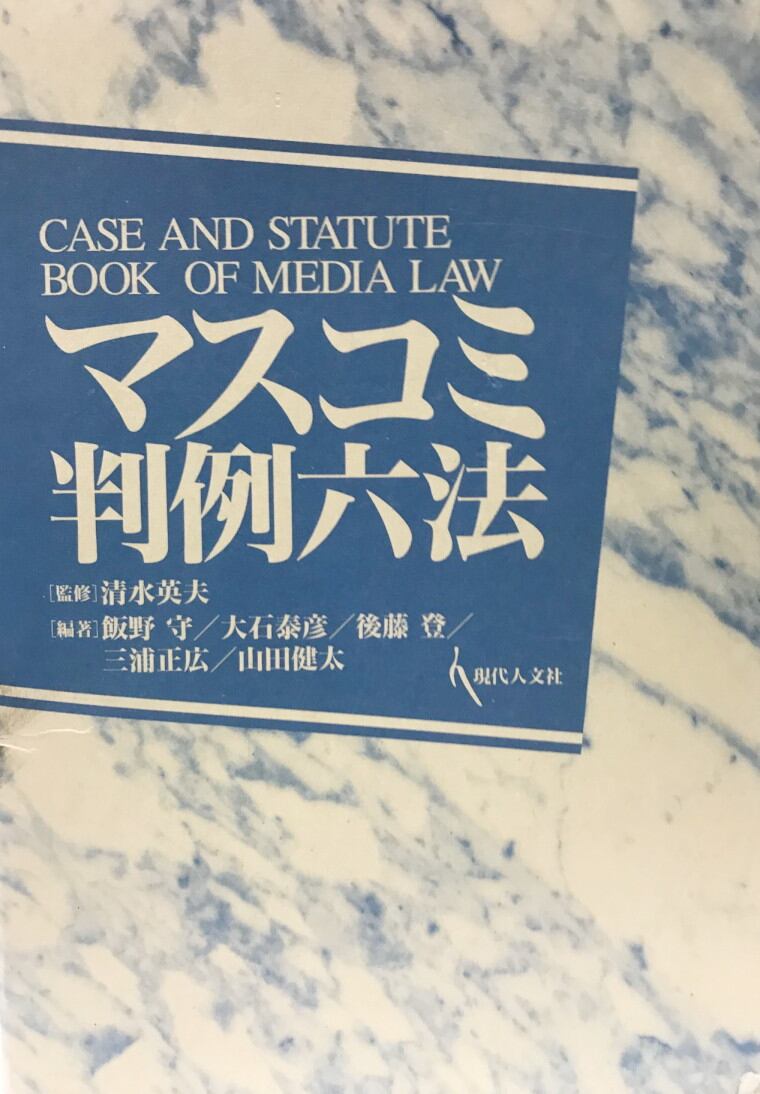 CASE AND STATUTE
BOOK OF MEDIA LAW
マスコミ
判例六法
[監修]清水英夫
[編著]飯野 守／大石泰彦／後藤 登／
三浦正広／山田健太
現代人文社